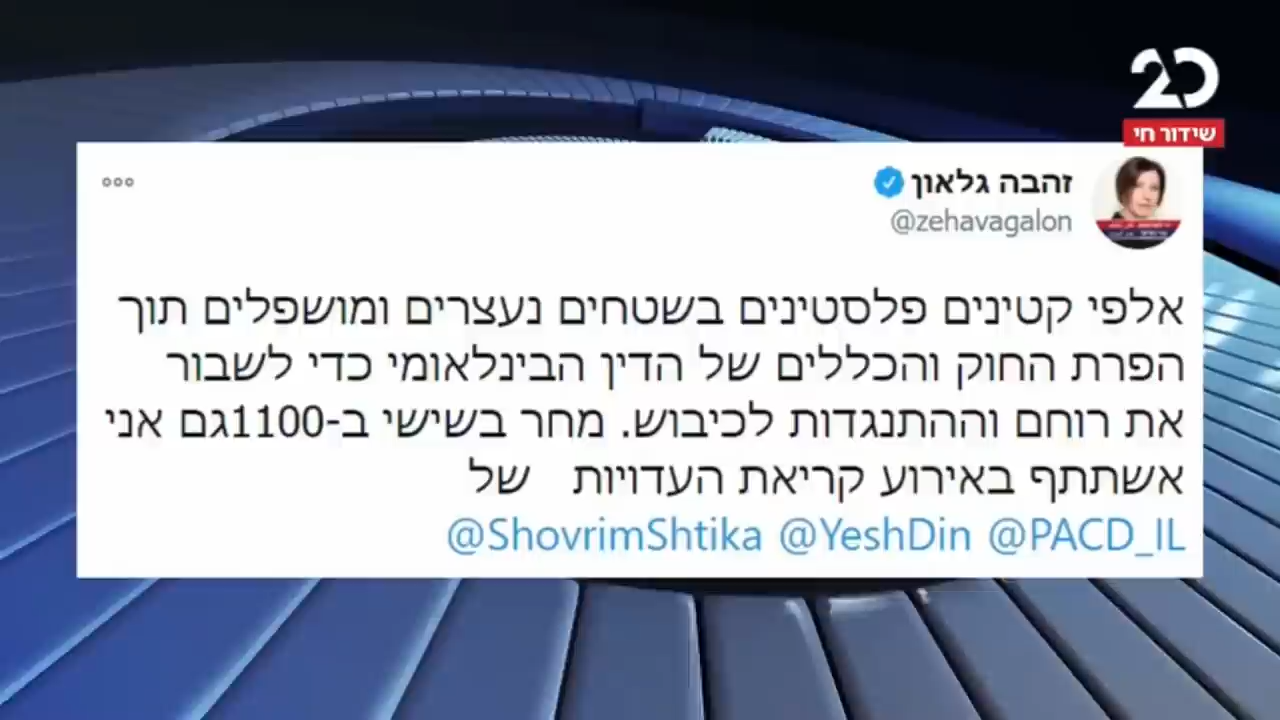 20
שידור חי
זהבה גלאון
@zehavagalon
אלפי קטינים פלסטינים בשטחים נעצרים ומושפלים תוך
הפרת החוק והכללים של הדין הבינלאומי כדי לשבור
את רוחם וההתנגדות לכיבוש. מחר בשישי ב-1100גם אני
אשתתף באירוע קריאת העדויות של
@ShovrimShtika @YeshDin @PACD_IL